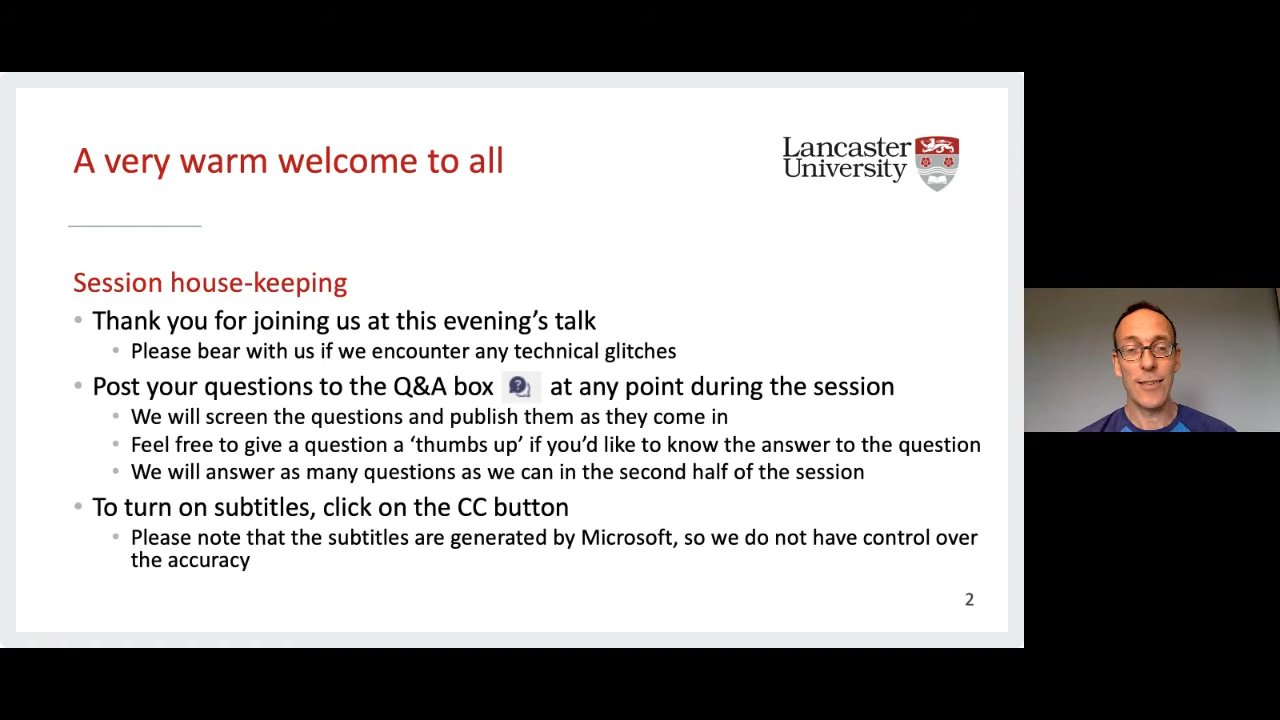 A very warm welcome to all
Lancaster
University
Session house-keeping
• Thank you for joining us at this evening’s talk
• Please bear with us if we encounter any technical glitches
• Post your questions to the Q&A box ? at any point during the session
• We will screen the questions and publish them as they come in
• Feel free to give a question a ‘thumbs up’ if you’d like to know the answer to the question
• We will answer as many questions as we can in the second half of the session
• To turn on subtitles, click on the CC button
• Please note that the subtitles are generated by Microsoft, so we do not have control over
the accuracy
2